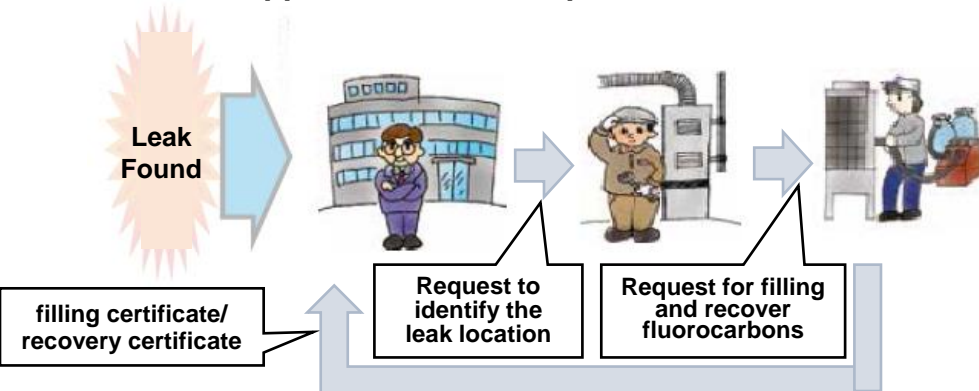 Leak
Found
Request to
identify the
leak location
Request for filling
and recover
fluorocarbons
filling certificate/
recovery certificate